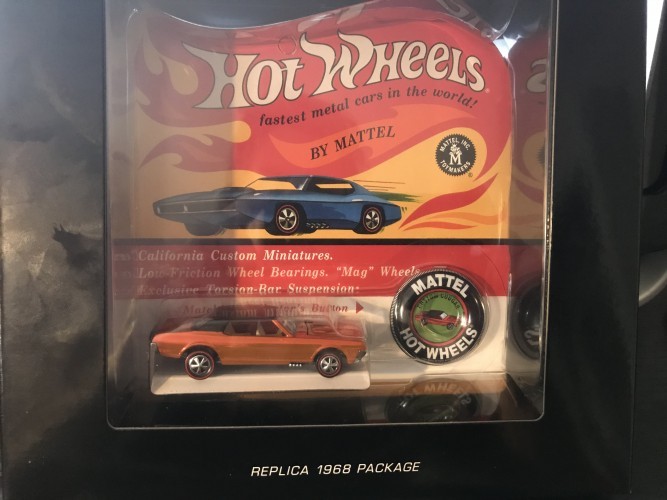 HOT WHEELS
fastest metal cars in the world!
BY MATTEL
MATTEL, INC.
M
TOYMAKERS
®
California Custom Miniatures.
Low-Friction Wheel Bearings. "Mag" Wheels
Exclusive Torsion-Bar Suspension.
Button
MATTEL
HOT WHEELS
REPLICA 1968 PACKAGE